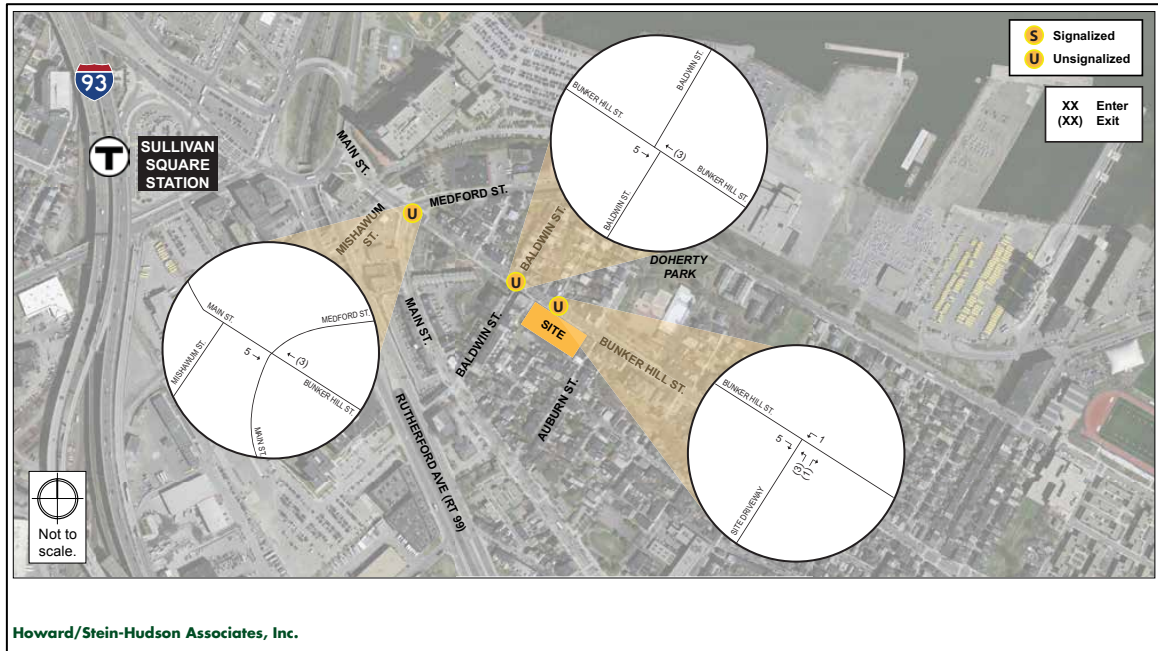 93
T
SULLIVAN
SQUARE
STATION
MAIN ST.
MISHAWUM
ST.
U
MEDFORD ST.
S Signalized
U Unsignalized
XX Enter
(XX) Exit
BALDWIN ST.
BUNKER HILL ST.
5 → ← (3)
BUNKER HILL ST.
BALDWIN ST.
BALDWIN ST.
DOHERTY
PARK
U
U
SITE
BALDWIN ST.
MAIN ST.
AUBURN ST.
BUNKER HILL ST.
RUTHERFORD AVE (RT 99)
MAIN ST.
MEDFORD ST.
MISHAWUM ST.
5 → ← (3)
BUNKER HILL ST.
MAIN ST.
BUNKER HILL ST.
1
5
(3)
(1)
SITE DRIVEWAY
Not to
scale.
Howard/Stein-Hudson Associates, Inc.